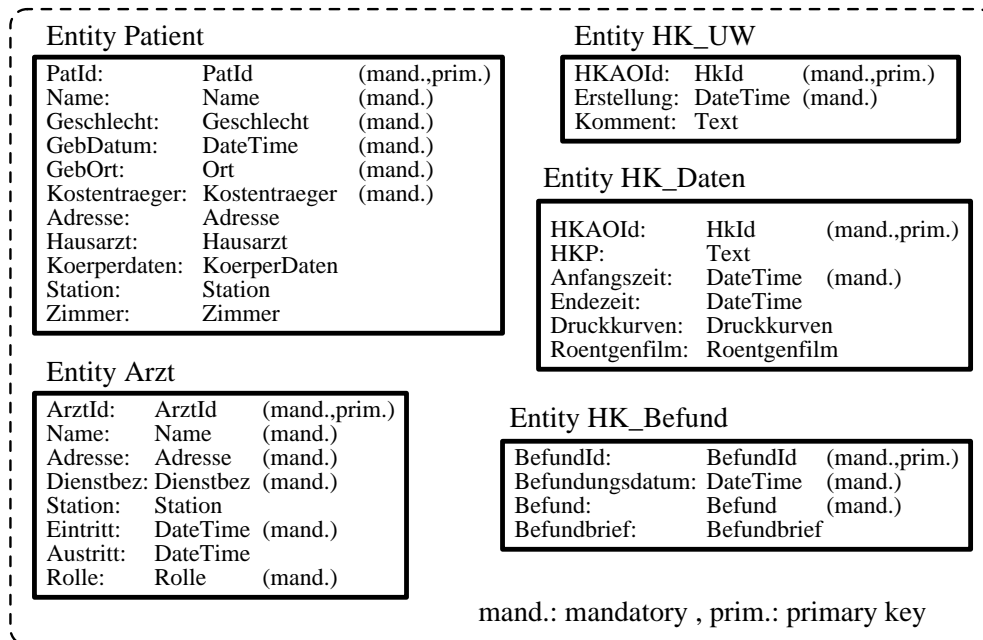 Entity Patient
PatId: PatId (mand.,prim.)
Name: Name (mand.)
Geschlecht: Geschlecht (mand.)
GebDatum: DateTime (mand.)
GebOrt: Ort (mand.)
Kostentraeger: Kostentraeger (mand.)
Adresse: Adresse
Hausarzt: Hausarzt
Koerperdaten: KoerperDaten
Station: Station
Zimmer: Zimmer
Entity Arzt
ArztId: ArztId (mand.,prim.)
Name: Name (mand.)
Adresse: Adresse (mand.)
Dienstbez: Dienstbez (mand.)
Station: Station
Eintritt: DateTime (mand.)
Austritt: DateTime
Rolle: Rolle (mand.)
Entity HK_UW
HKAOId: HkId (mand.,prim.)
Erstellung: DateTime (mand.)
Komment: Text
Entity HK_Daten
HKAOId: HkId (mand.,prim.)
HKP: Text
Anfangszeit: DateTime (mand.)
Endezeit: DateTime
Druckkurven: Druckkurven
Roentgenfilm: Roentgenfilm
Entity HK_Befund
BefundId: BefundId (mand.,prim.)
Befundungsdatum: DateTime (mand.)
Befund: Befund (mand.)
Befundbrief: Befundbrief
mand.: mandatory , prim.: primary key